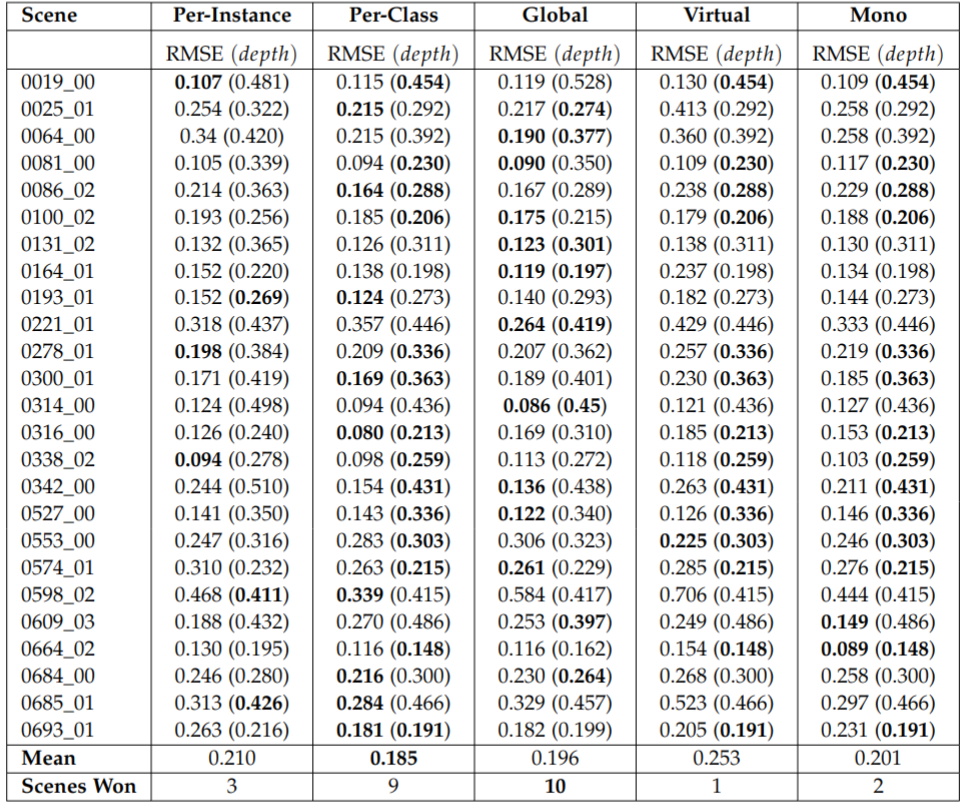 Scene Per-Instance Per-Class Global Virtual Mono
RMSE (depth) RMSE (depth) RMSE (depth) RMSE (depth) RMSE (depth)
0019_00 0.107 (0.481) 0.115 (0.454) 0.119 (0.528) 0.130 (0.454) 0.109 (0.454)
0025_01 0.254 (0.322) 0.215 (0.292) 0.217 (0.274) 0.413 (0.292) 0.258 (0.292)
0064_00 0.34 (0.420) 0.215 (0.392) 0.190 (0.377) 0.360 (0.392) 0.258 (0.392)
0081_00 0.105 (0.339) 0.094 (0.230) 0.090 (0.350) 0.109 (0.230) 0.117 (0.230)
0086_02 0.214 (0.363) 0.164 (0.288) 0.167 (0.289) 0.238 (0.288) 0.229 (0.288)
0100_02 0.193 (0.256) 0.185 (0.206) 0.175 (0.215) 0.179 (0.206) 0.188 (0.206)
0131_02 0.132 (0.365) 0.126 (0.311) 0.123 (0.301) 0.138 (0.311) 0.130 (0.311)
0164_01 0.152 (0.220) 0.138 (0.198) 0.119 (0.197) 0.237 (0.198) 0.134 (0.198)
0193_01 0.152 (0.269) 0.124 (0.273) 0.140 (0.293) 0.182 (0.273) 0.144 (0.273)
0221_01 0.318 (0.437) 0.357 (0.446) 0.264 (0.419) 0.429 (0.446) 0.333 (0.446)
0278_01 0.198 (0.384) 0.209 (0.336) 0.207 (0.362) 0.257 (0.336) 0.219 (0.336)
0300_01 0.171 (0.419) 0.169 (0.363) 0.189 (0.401) 0.230 (0.363) 0.185 (0.363)
0314_00 0.124 (0.498) 0.094 (0.436) 0.086 (0.45) 0.121 (0.436) 0.127 (0.436)
0316_00 0.126 (0.240) 0.080 (0.213) 0.169 (0.310) 0.185 (0.213) 0.153 (0.213)
0338_02 0.094 (0.278) 0.098 (0.259) 0.113 (0.272) 0.118 (0.259) 0.103 (0.259)
0342_00 0.244 (0.510) 0.154 (0.431) 0.136 (0.438) 0.263 (0.431) 0.211 (0.431)
0527_00 0.141 (0.350) 0.143 (0.336) 0.122 (0.340) 0.126 (0.336) 0.146 (0.336)
0553_00 0.247 (0.316) 0.283 (0.303) 0.306 (0.323) 0.225 (0.303) 0.246 (0.303)
0574_01 0.310 (0.232) 0.263 (0.215) 0.261 (0.229) 0.285 (0.215) 0.276 (0.215)
0598_02 0.468 (0.411) 0.339 (0.415) 0.584 (0.417) 0.706 (0.415) 0.444 (0.415)
0609_03 0.188 (0.432) 0.270 (0.486) 0.253 (0.397) 0.249 (0.486) 0.149 (0.486)
0664_02 0.130 (0.195) 0.116 (0.148) 0.116 (0.162) 0.154 (0.148) 0.089 (0.148)
0684_00 0.246 (0.280) 0.216 (0.300) 0.230 (0.264) 0.268 (0.300) 0.258 (0.300)
0685_01 0.313 (0.426) 0.284 (0.466) 0.329 (0.457) 0.523 (0.466) 0.297 (0.466)
0693_01 0.263 (0.216) 0.181 (0.191) 0.182 (0.199) 0.205 (0.191) 0.231 (0.191)
Mean 0.210 0.185 0.196 0.253 0.201
Scenes Won 3 9 10 1 2